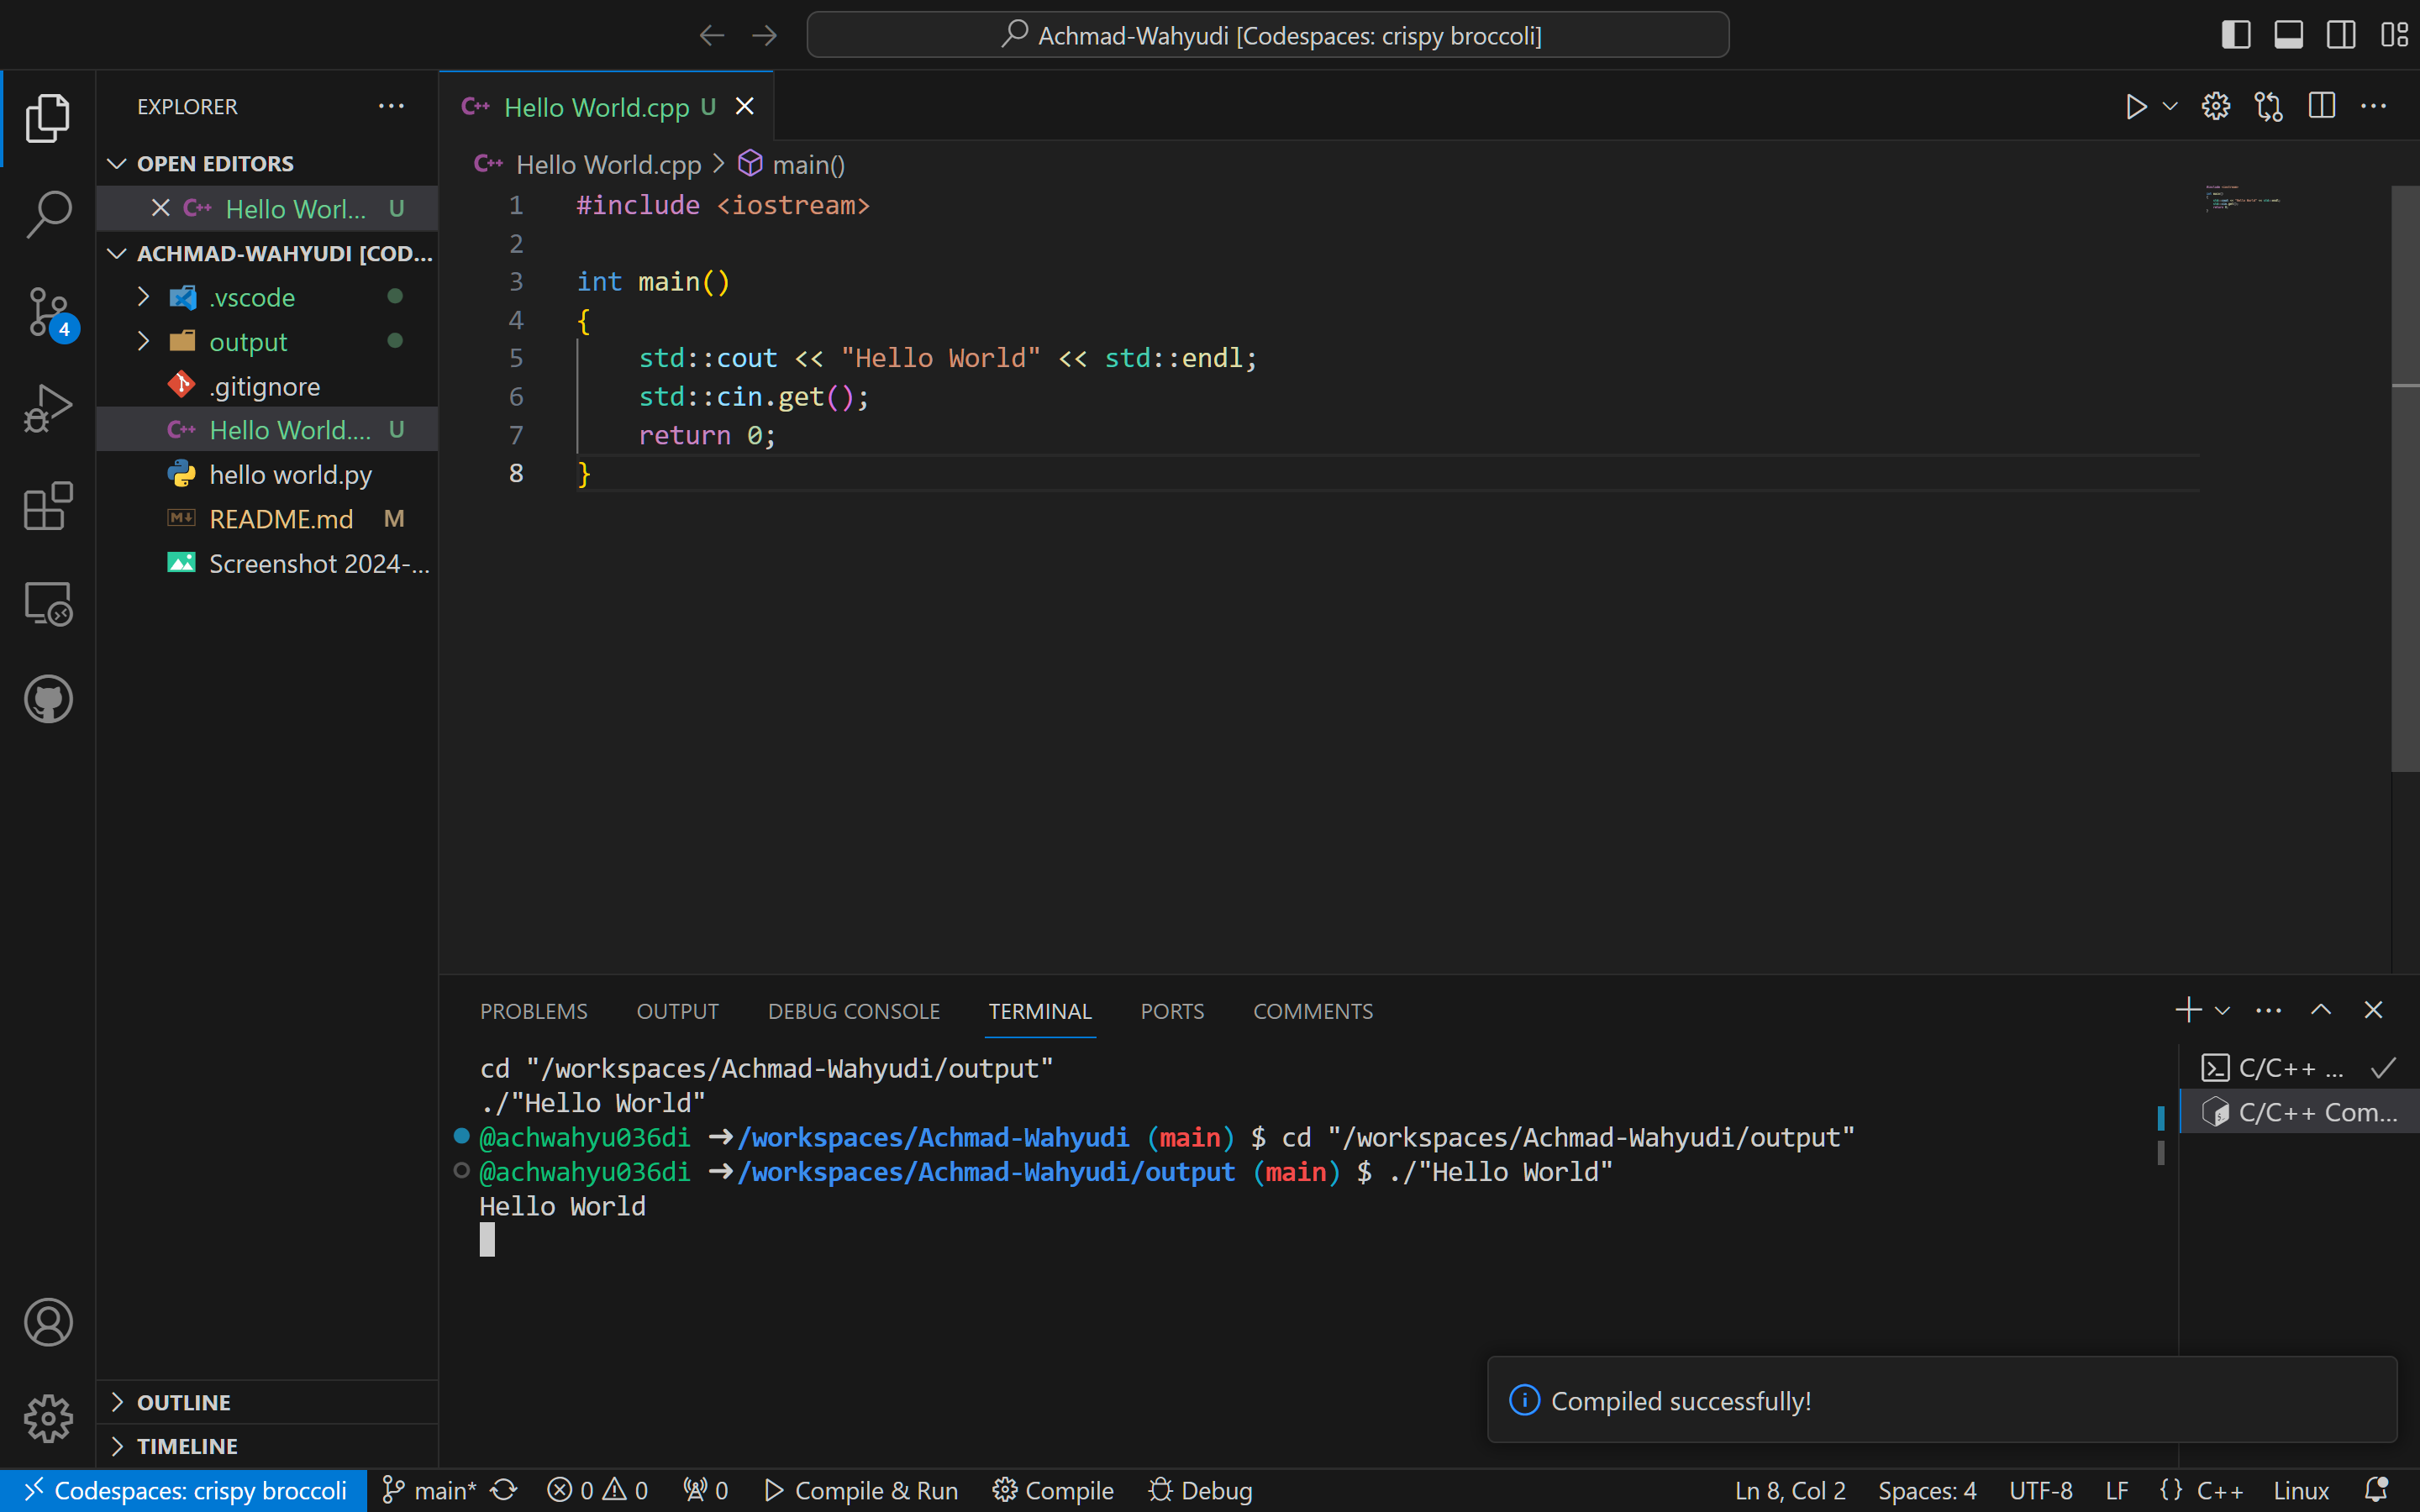 Achmad-Wahyudi [Codespaces: crispy broccoli]
EXPLORER
OPEN EDITORS
C++ Hello Worl... U
ACHMAD-WAHYUDI [COD...
.vscode
output
.gitignore
C++ Hello World.... U
hello world.py
README.md M
Screenshot 2024-...
4
OUTLINE
TIMELINE
C++ Hello World.cpp U
C++ Hello World.cpp > main()
1 #include <iostream>
2
3 int main()
4 {
5 std::cout << "Hello World" << std::endl;
6 std::cin.get();
7 return 0;
8 }
PROBLEMS OUTPUT DEBUG CONSOLE TERMINAL PORTS COMMENTS
cd "/workspaces/Achmad-Wahyudi/output"
./"Hello World"
@achwahyu036di ➜/workspaces/Achmad-Wahyudi (main) $ cd "/workspaces/Achmad-Wahyudi/output"
@achwahyu036di ➜/workspaces/Achmad-Wahyudi/output (main) $ ./"Hello World"
Hello World
C/C++ ...
C/C++ Com...
Compiled successfully!
Codespaces: crispy broccoli main* 0 0 0 Compile & Run Compile Debug Ln 8, Col 2 Spaces: 4 UTF-8 LF {} C++ Linux